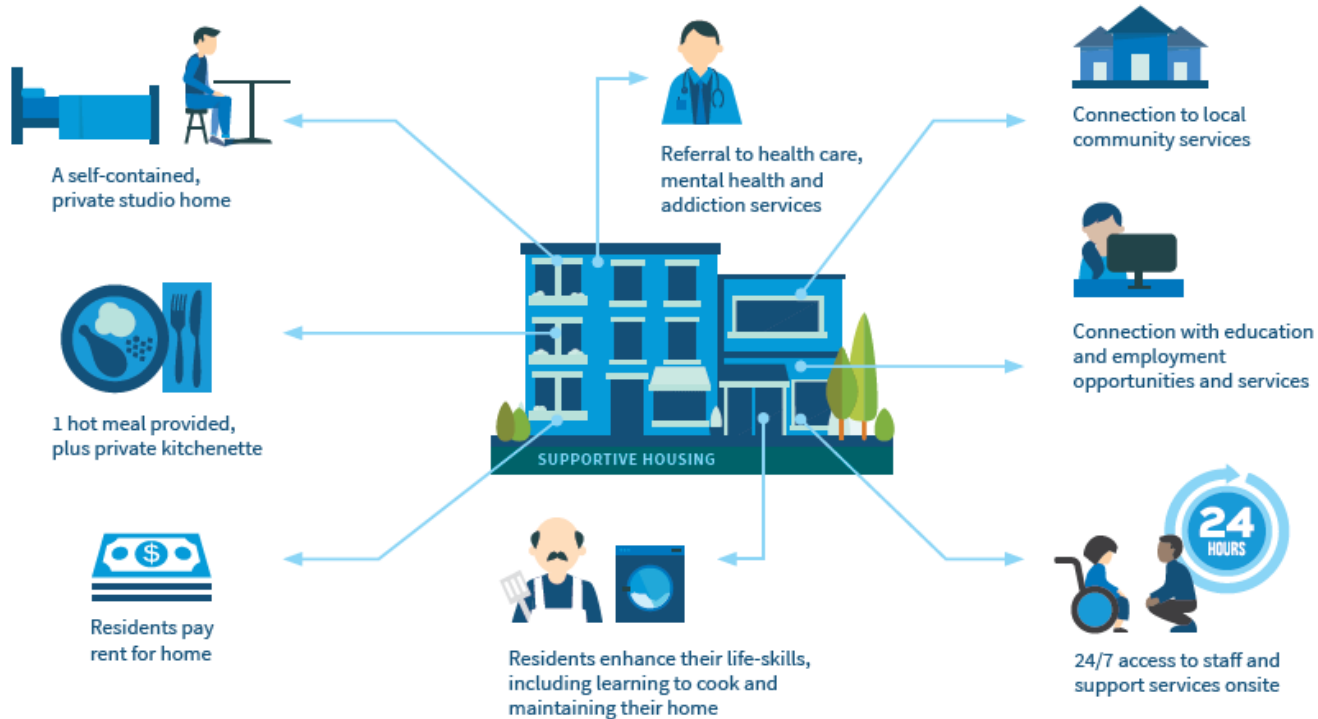 A self-contained,
private studio home
Referral to health care,
mental health and
addiction services
Connection to local
community services
1 hot meal provided,
plus private kitchenette
SUPPORTIVE HOUSING
Connection with education
and employment
opportunities and services
$
Residents pay
rent for home
Residents enhance their life-skills,
including learning to cook and
maintaining their home
24
HOURS
24/7 access to staff and
support services onsite